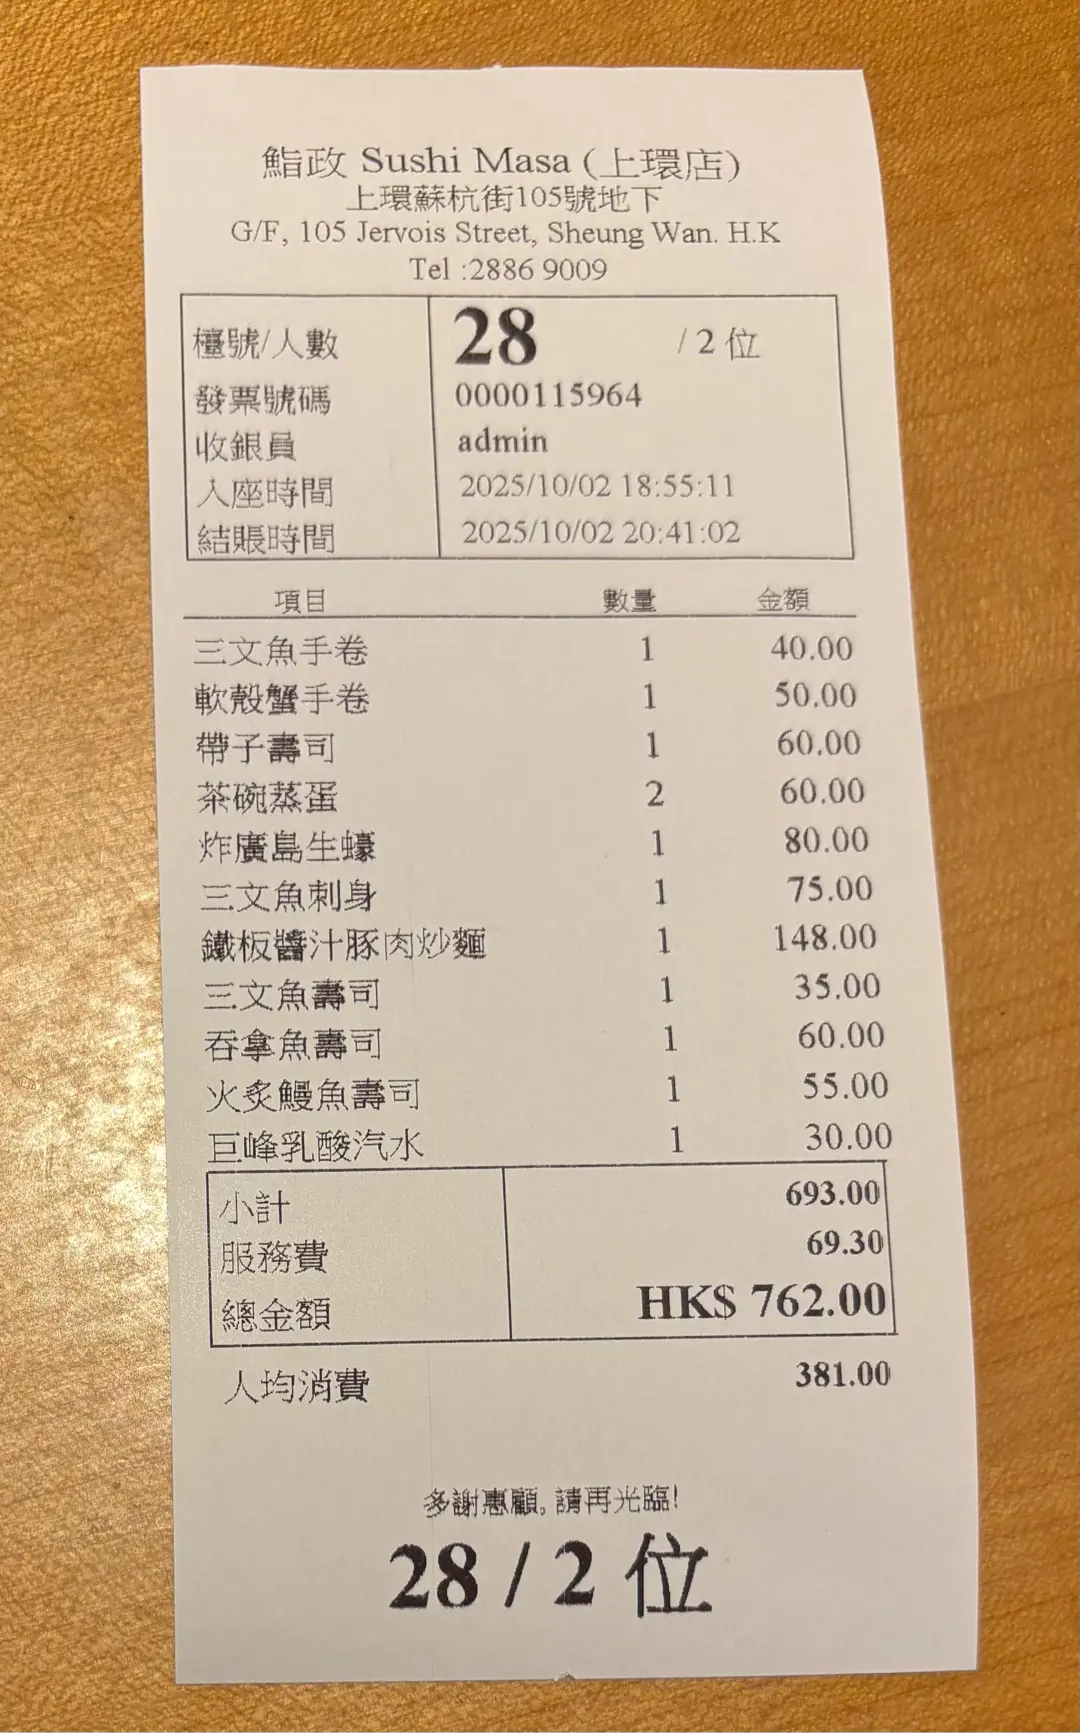 鮨政 Sushi Masa (上環店)
上環蘇杭街105號地下
G/F, 105 Jervois Street, Sheung Wan. H.K
Tel :2886 9009
檯號/人數 28 / 2 位
發票號碼 0000115964
收銀員 admin
入座時間 2025/10/02 18:55:11
結賬時間 2025/10/02 20:41:02
項目 數量 金額
三文魚手卷 1 40.00
軟殼蟹手卷 1 50.00
帶子壽司 1 60.00
茶碗蒸蛋 2 60.00
炸廣島生蠔 1 80.00
三文魚刺身 1 75.00
鐵板醬汁豚肉炒麵 1 148.00
三文魚壽司 1 35.00
吞拿魚壽司 1 60.00
火炙鰻魚壽司 1 55.00
巨峰乳酸汽水 1 30.00
小計 693.00
服務費 69.30
總金額 HK$ 762.00
人均消費 381.00
多謝惠顧, 請再光臨!
28 / 2 位